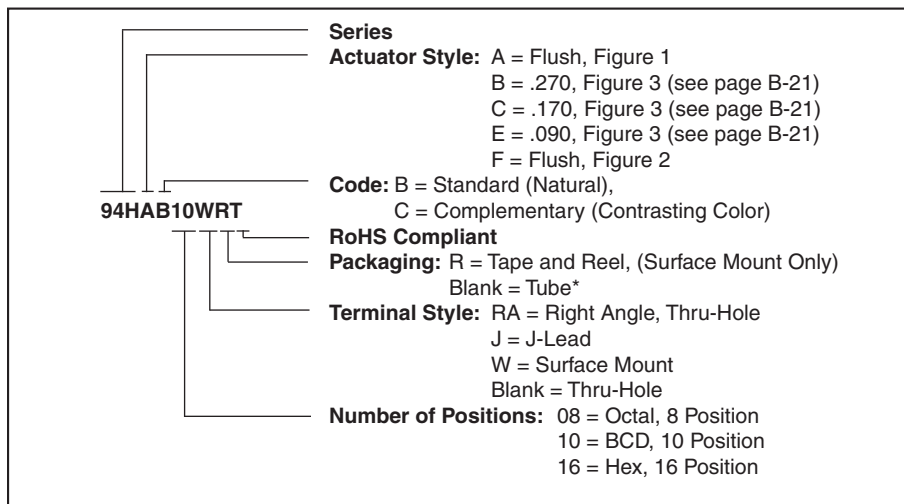 Series
Actuator Style: A = Flush, Figure 1
B = .270, Figure 3 (see page B-21)
C = .170, Figure 3 (see page B-21)
E = .090, Figure 3 (see page B-21)
F = Flush, Figure 2
Code: B = Standard (Natural),
94HAB10WRT
C = Complementary (Contrasting Color)
RoHS Compliant
Packaging: R = Tape and Reel, (Surface Mount Only)
Blank = Tube*
Terminal Style: RA = Right Angle, Thru-Hole
J = J-Lead
W = Surface Mount
Blank = Thru-Hole
Number of Positions: 08 = Octal, 8 Position
10 = BCD, 10 Position
16 = Hex, 16 Position